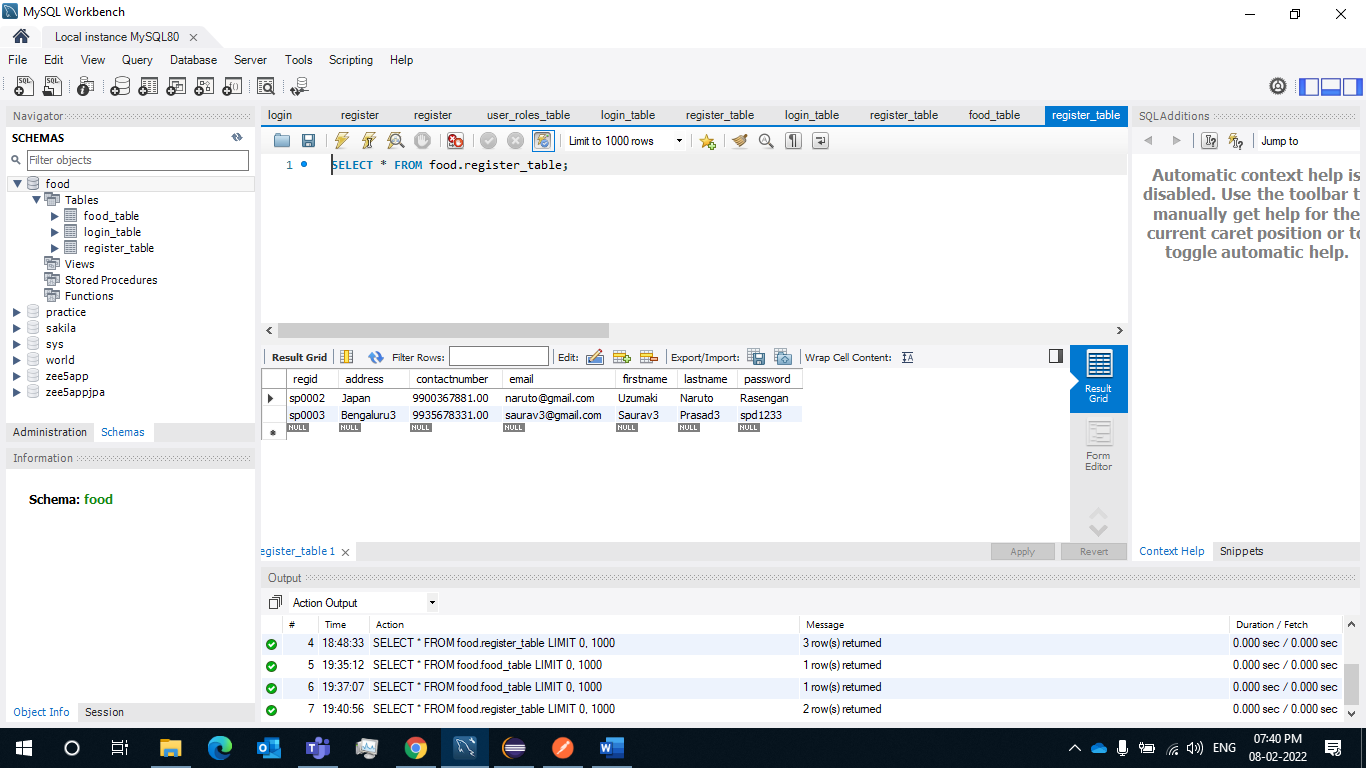 MySQL Workbench
Local instance MySQL80
File Edit View Query Database Server Tools Scripting Help
Navigator
SCHEMAS
Filter objects
food
Tables
food_table
login_table
register_table
Views
Stored Procedures
Functions
practice
sakila
sys
world
zee5app
zee5appjpa
Administration Schemas
Information
Schema: food
Object Info Session
login register register user_roles_table login_table register_table login_table register_table food_table register_table
Limit to 1000 rows
1 SELECT * FROM food.register_table;
Result Grid Filter Rows: Edit: Export/Import: Wrap Cell Content:
regid address contactnumber email firstname lastname password
sp0002 Japan 9900367881.00 naruto@gmail.com Uzumaki Naruto Rasengan
sp0003 Bengaluru3 9935678331.00 saurav3@gmail.com Saurav3 Prasad3 spd1233
NULL NULL NULL NULL NULL NULL NULL
Result
Grid
Form
Editor
egister_table 1
Apply Revert
SQLAdditions
Jump to
Automatic context help is
disabled. Use the toolbar t
manually get help for the
current caret position or to
toggle automatic help.
Context Help Snippets
Output
Action Output
# Time Action Message Duration / Fetch
4 18:48:33 SELECT * FROM food.register_table LIMIT 0, 1000 3 row(s) returned 0.000 sec / 0.000 sec
5 19:35:12 SELECT * FROM food.food_table LIMIT 0, 1000 1 row(s) returned 0.000 sec / 0.000 sec
6 19:37:07 SELECT * FROM food.food_table LIMIT 0, 1000 1 row(s) returned 0.000 sec / 0.000 sec
7 19:40:56 SELECT * FROM food.register_table LIMIT 0, 1000 2 row(s) returned 0.000 sec / 0.000 sec
ENG
07:40 PM
08-02-2022